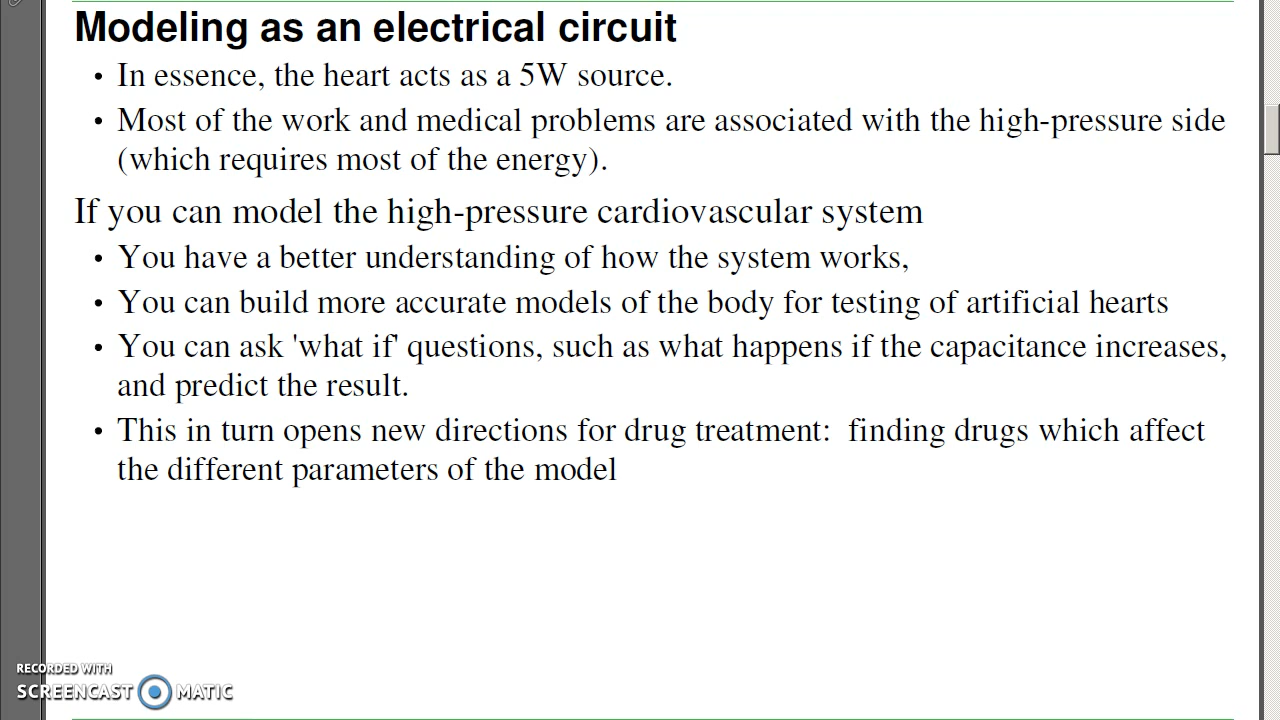 Modeling as an electrical circuit
• In essence, the heart acts as a 5W source.
• Most of the work and medical problems are associated with the high-pressure side
(which requires most of the energy).
If you can model the high-pressure cardiovascular system
• You have a better understanding of how the system works,
• You can build more accurate models of the body for testing of artificial hearts
• You can ask 'what if' questions, such as what happens if the capacitance increases,
and predict the result.
• This in turn opens new directions for drug treatment:  finding drugs which affect
the different parameters of the model
RECORDED WITH
SCREENCAST MATIC